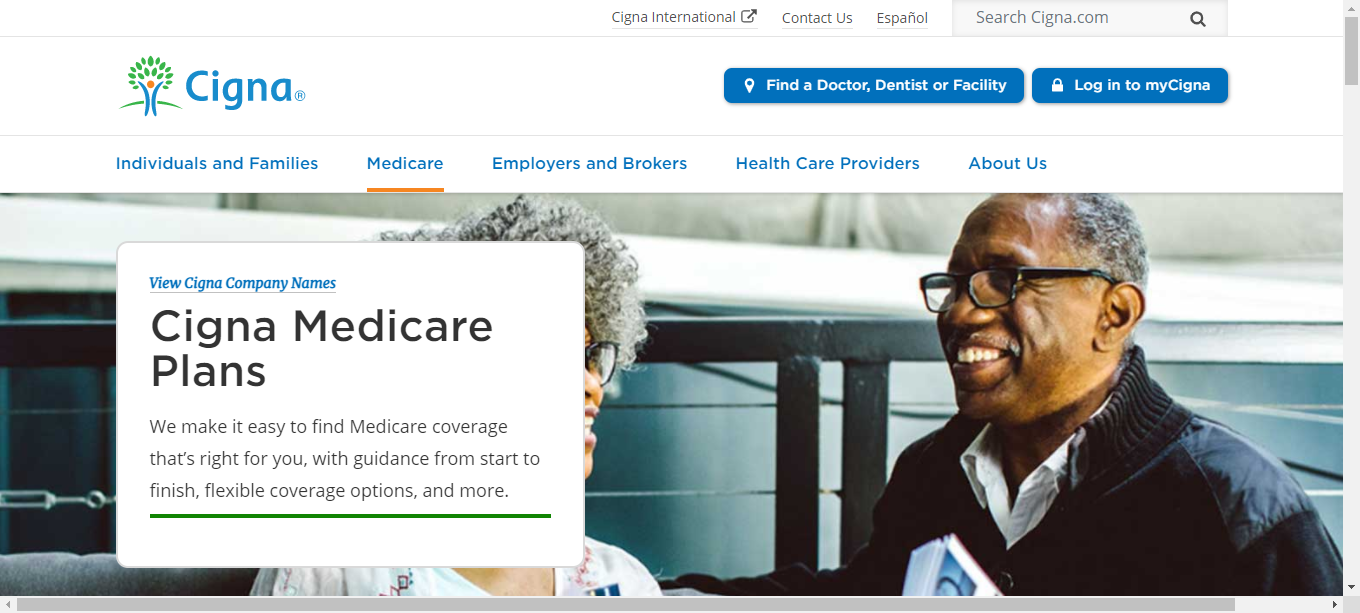 Cigna International
Contact Us
Español
Search Cigna.com
Cigna®
Find a Doctor, Dentist or Facility
Log in to myCigna
Individuals and Families
Medicare
Employers and Brokers
Health Care Providers
About Us
View Cigna Company Names
Cigna Medicare
Plans
We make it easy to find Medicare coverage
that’s right for you, with guidance from start to
finish, flexible coverage options, and more.